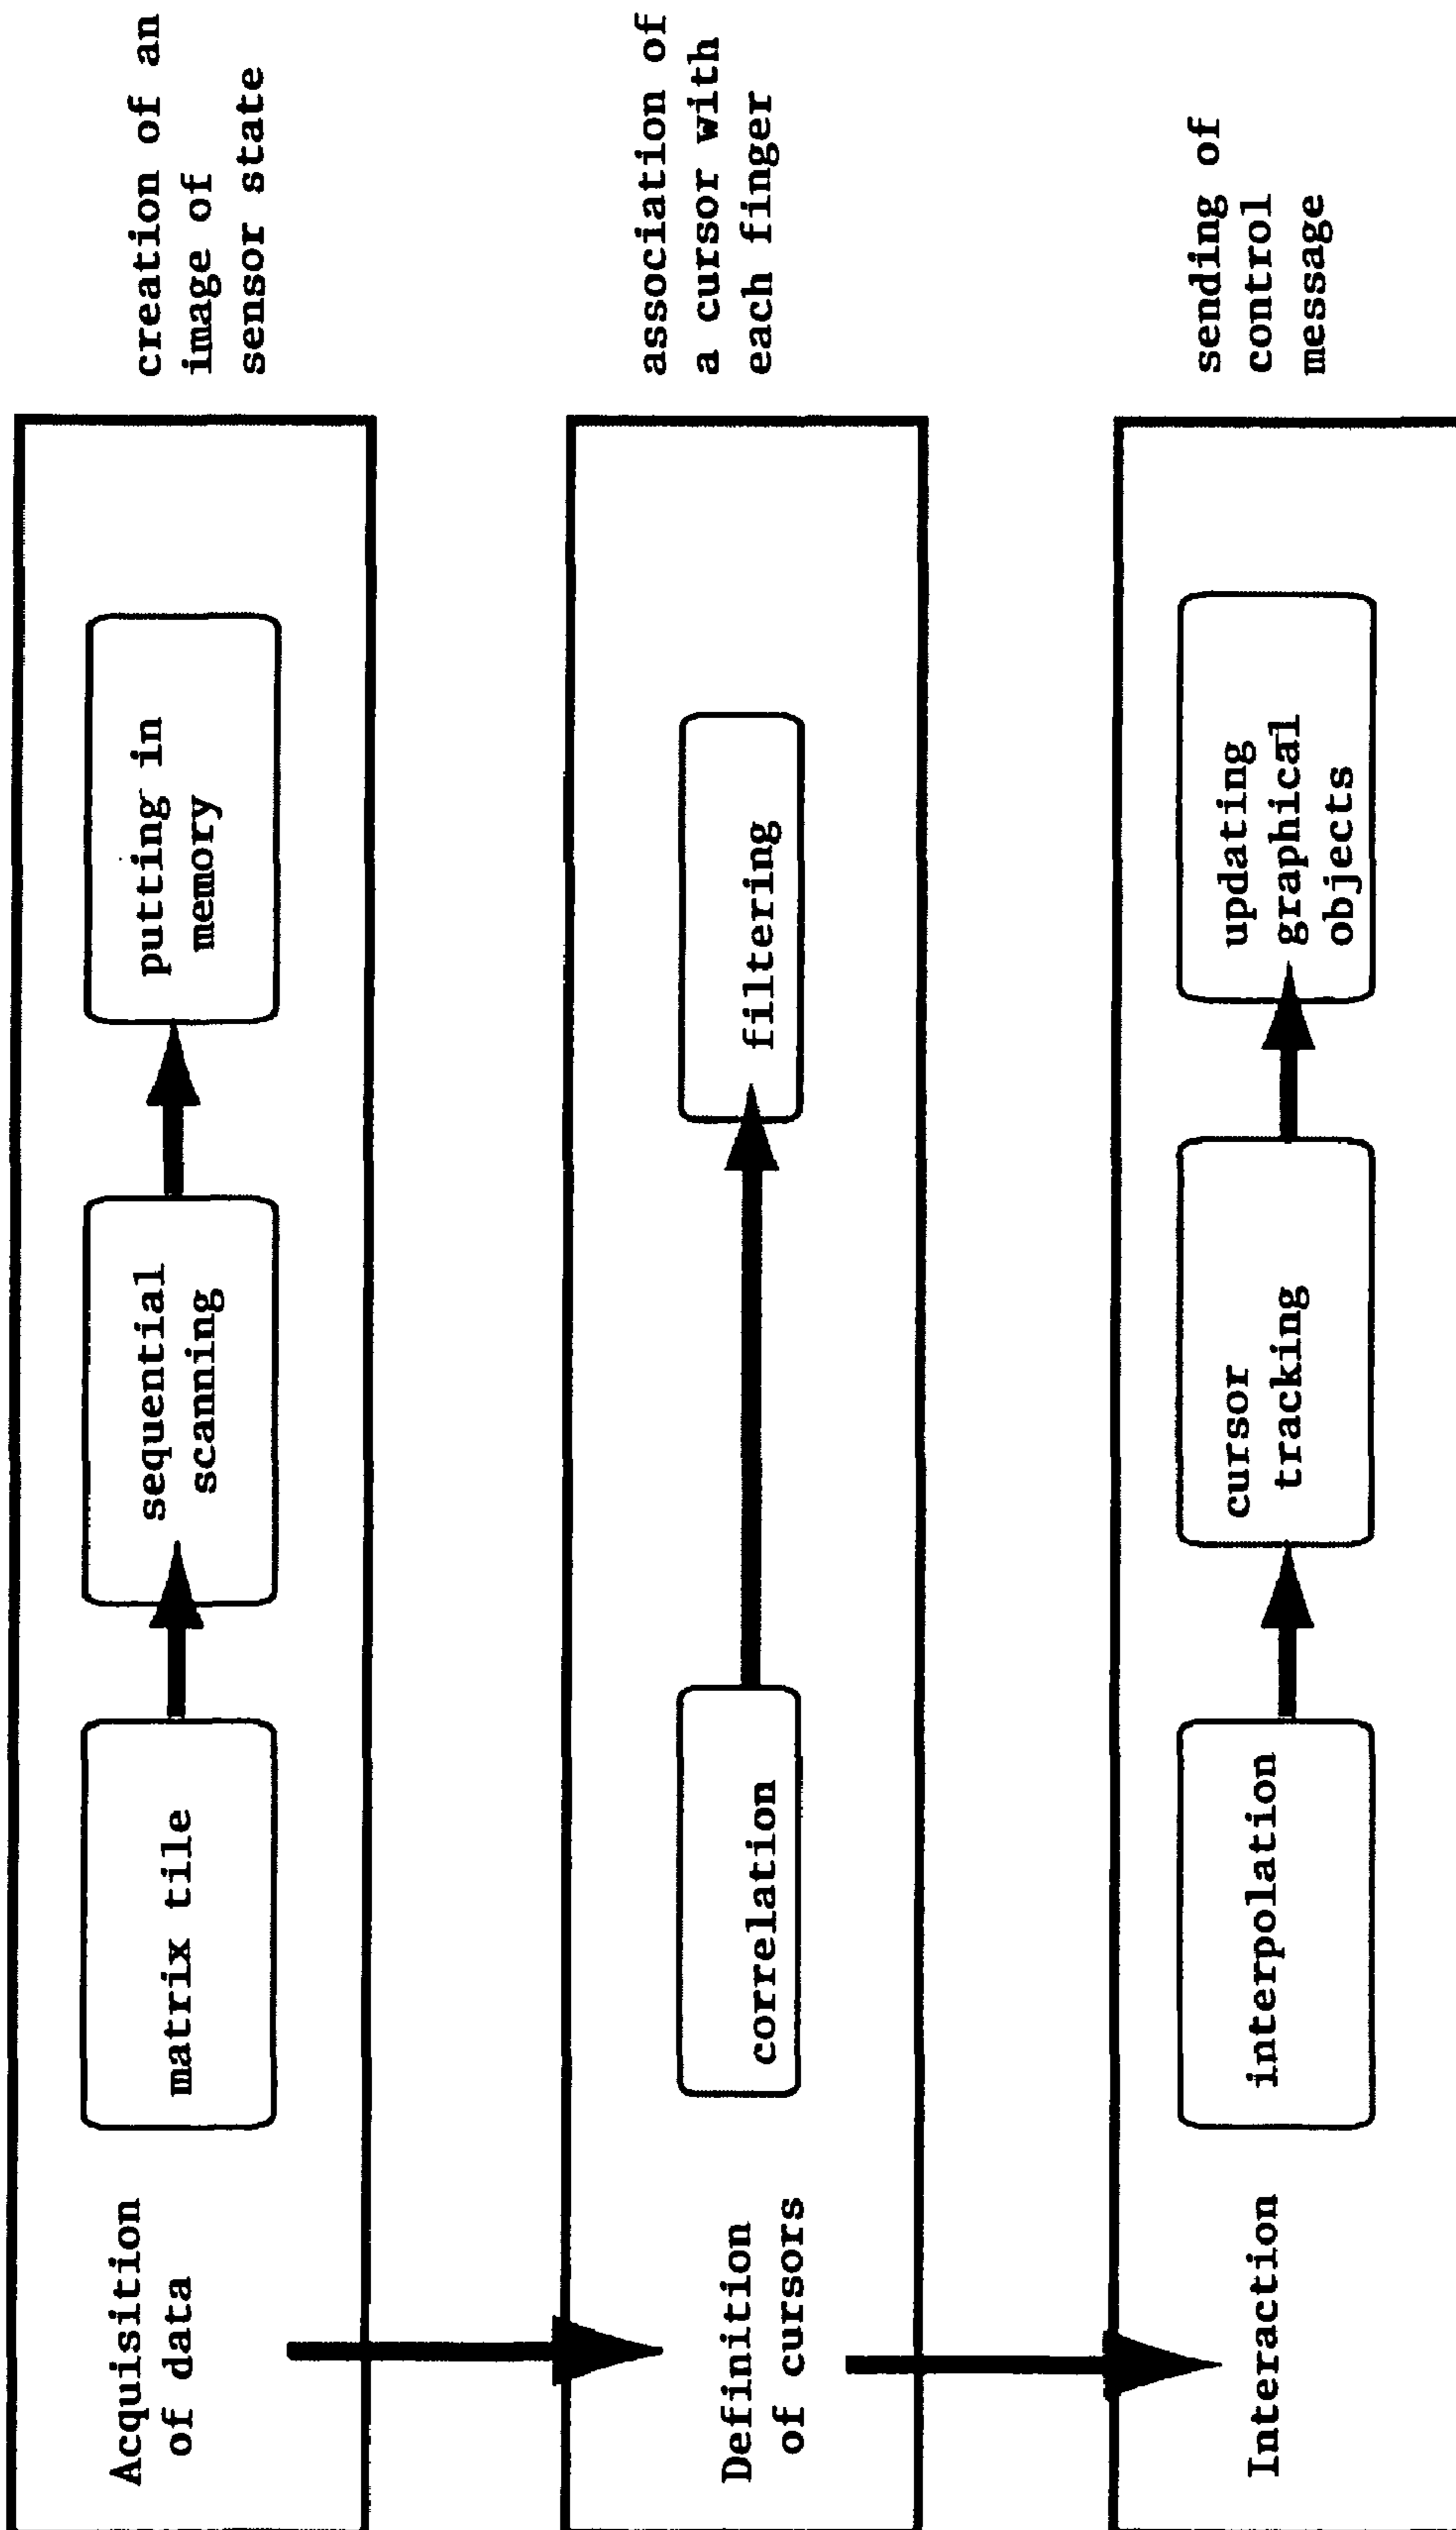 Acquisition
of data
matrix tile
sequential
scanning
putting in
memory
creation of an
image of
sensor state
Definition
of cursors
correlation
filtering
association of
a cursor with
each finger
Interaction
interpolation
cursor
tracking
updating
graphical
objects
sending of
control
message